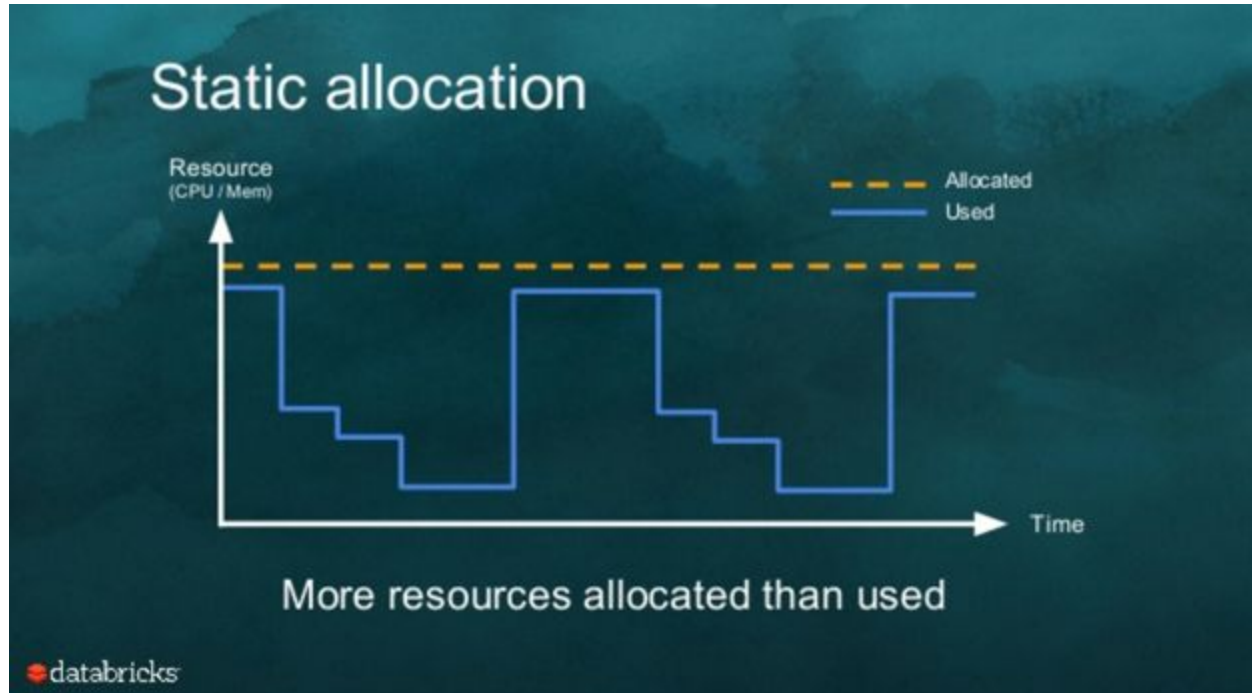 Static allocation
Resource
(CPU / Mem)
Allocated
Used
Time
More resources allocated than used
databricks